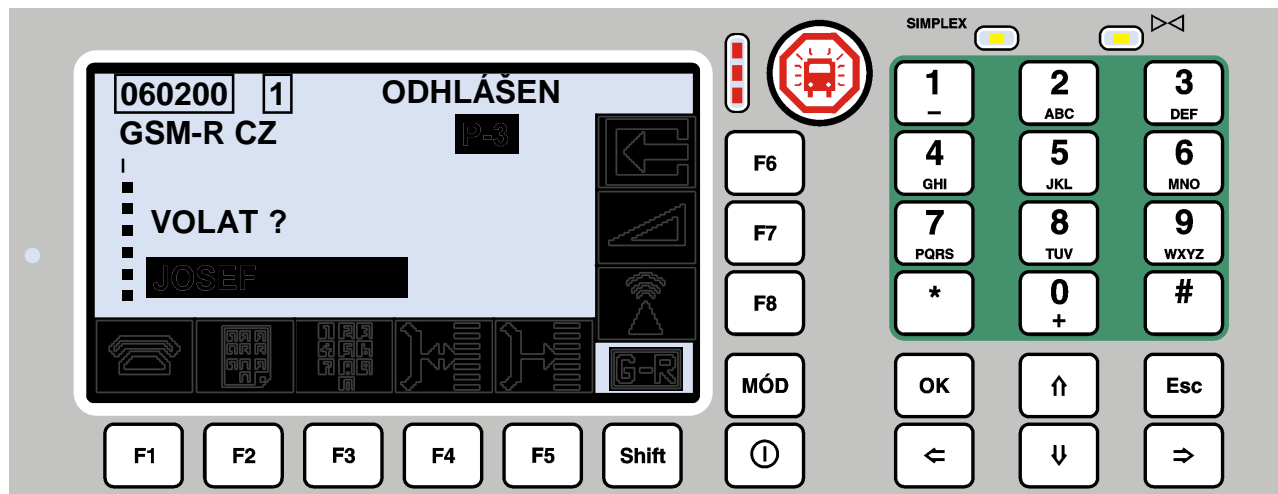 SIMPLEX
060200 1 ODHLÁŠEN
GSM-R CZ P-3
VOLAT ?
JOSEF
G-R
F6
F7
F8
MÓD
F1 F2 F3 F4 F5 Shift
1 2 3
– ABC DEF
4 5 6
GHI JKL MNO
7 8 9
PQRS TUV WXYZ
* 0 #
+
OK ⇑ Esc
⇐ ⇓ ⇒